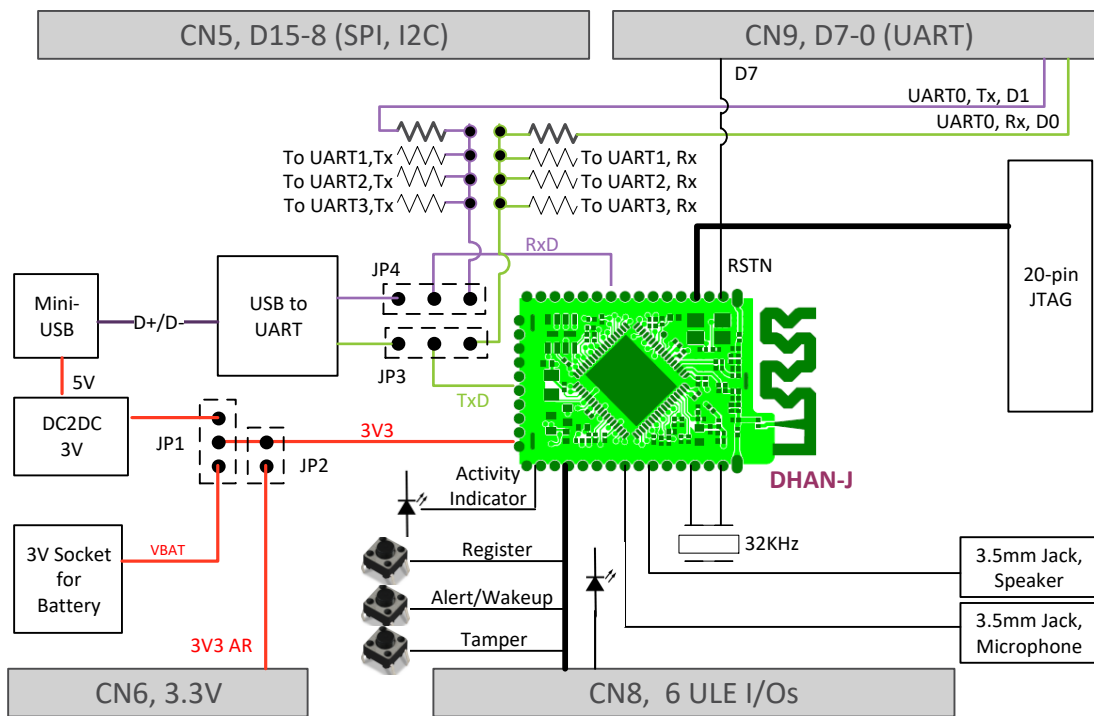 CN5, D15-8 (SPI, I2C)
CN9, D7-0 (UART)
D7
UART0, Tx, D1
UART0, Rx, D0
To UART1,Tx
To UART1, Rx
To UART2,Tx
To UART2, Rx
To UART3,Tx
To UART3, Rx
RxD
RSTN
20-pin
JTAG
JP4
Mini-
USB
D+/D-
USB to
UART
JP3
5V
TxD
DC2DC
3V
JP1
3V3
JP2
DHAN-J
Activity
Indicator
3V Socket
for
Battery
VBAT
Register
32KHz
3.5mm Jack,
Speaker
Alert/Wakeup
Tamper
3.5mm Jack,
Microphone
3V3 AR
CN6, 3.3V
CN8,  6 ULE I/Os